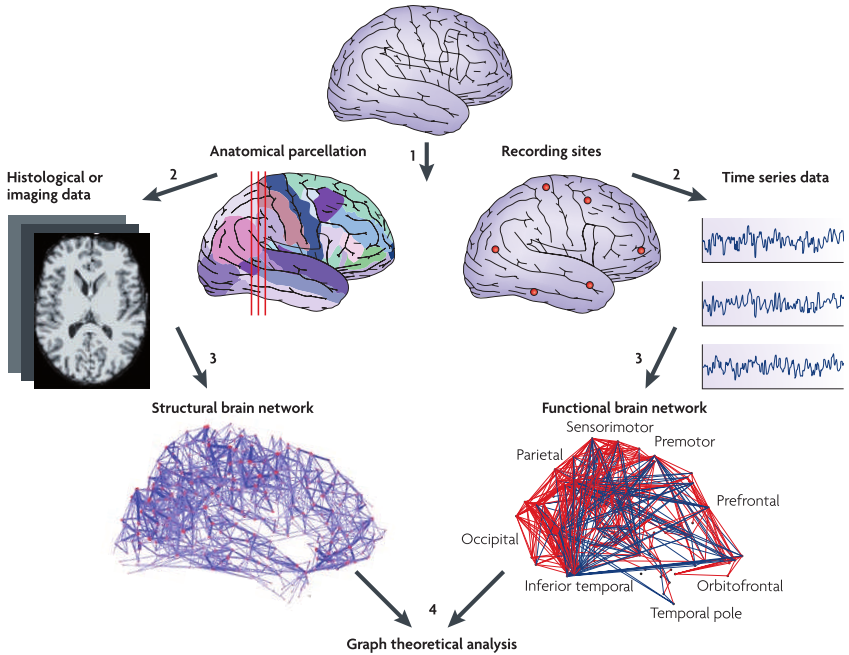 1
Anatomical parcellation
Recording sites
2
2
Histological or
imaging data
Time series data
3
3
Structural brain network
Functional brain network
Sensorimotor
Premotor
Parietal
Prefrontal
Occipital
Inferior temporal
Orbitofrontal
Temporal pole
4
Graph theoretical analysis